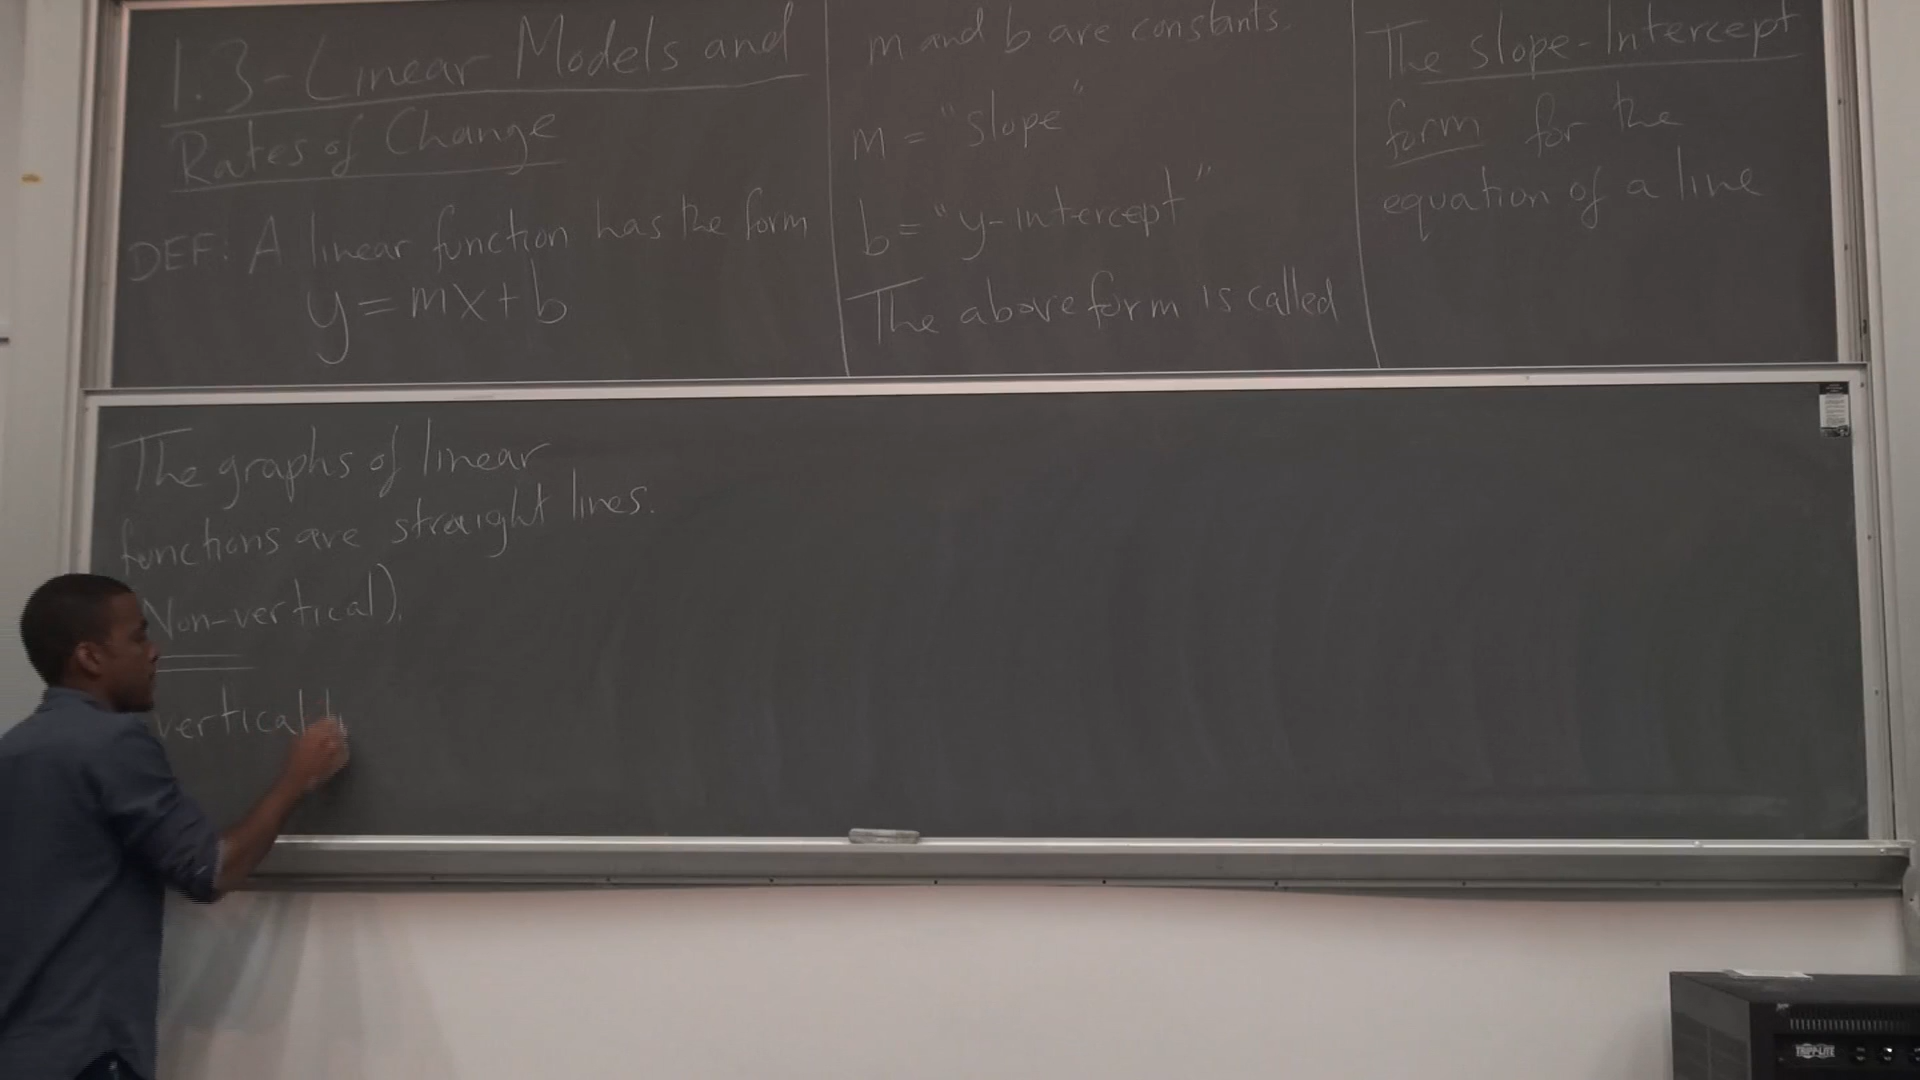 1.3 - Linear Models and
Rates of Change
DEF: A linear function has the form
y = mx + b
m and b are constants.
m = "slope"
b = "y-intercept"
The above form is called
The slope-Intercept
form for the
equation of a line
The graphs of linear
functions are straight lines.
Non-vertical).
vertical
TRIPP-LITE